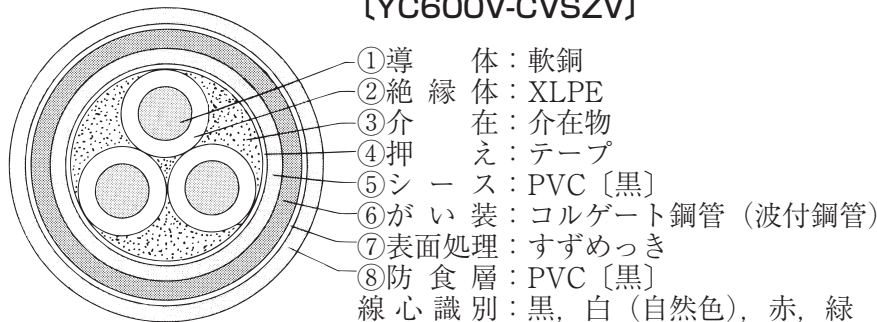 〔YC600V-CVSZV〕
①導体：軟銅
②絶縁体：XLPE
③介在：介在物
④押え：テープ
⑤シース：PVC〔黒〕
⑥がい装：コルゲート鋼管（波付鋼管）
⑦表面処理：すずめっき
⑧防食層：PVC〔黒〕
線心識別：黒，白（自然色），赤，緑